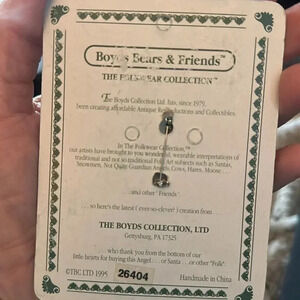 Boyds Bears & Friends™
THE FOLKWEAR COLLECTION™
The Boyds Collection Ltd. has, since 1979,
been creating affordable Antique Reproductions and Collectibles.
In The Folkwear Collection,™
our artists have brought to you wonderful, wearable interpretations of
traditional and not so traditional Folk Art subjects such as Santas,
Snowmen, Not Quite Guardian Angels, Cows, Hares, Moose
...and other "Friends".
... so here's the latest ( ever-so-clever ) creation from ...
THE BOYDS COLLECTION, LTD
Gettysburg, PA 17325
... who thank you from the bottom of our
little hearts for buying this Angel . . . or Santa . . . or other "Folk".
©TBC LTD 1995 26404 Handmade in China